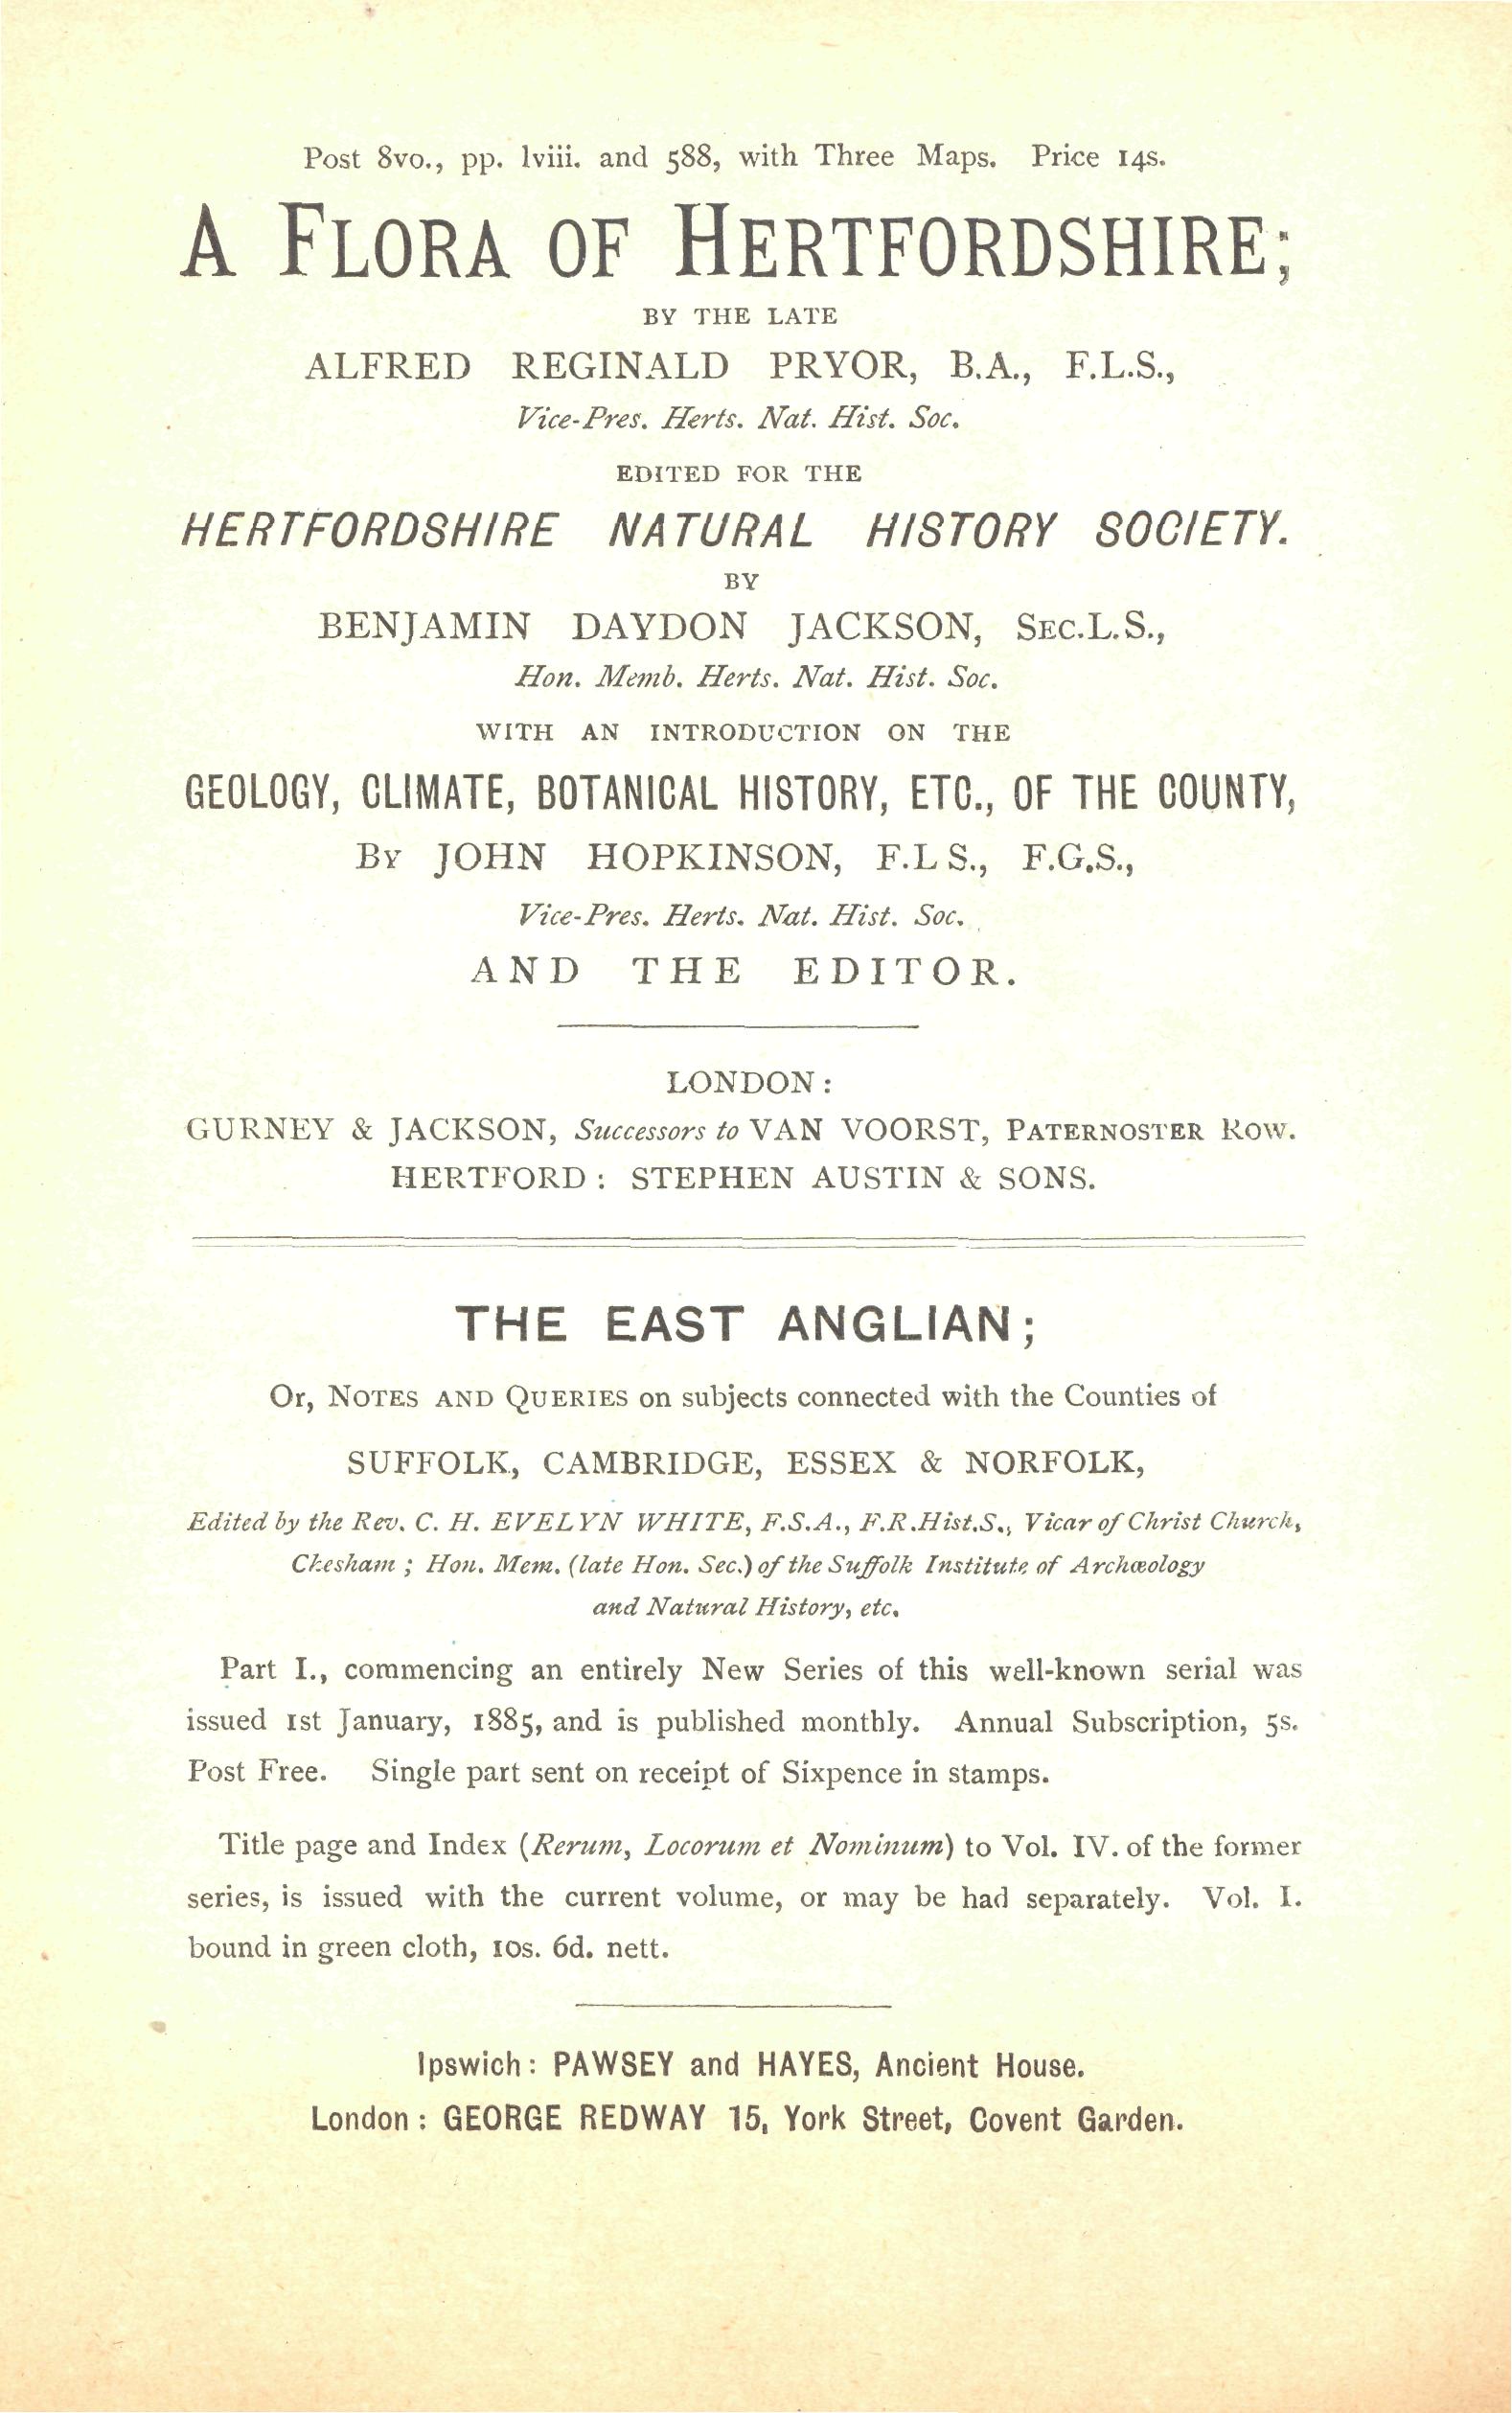 Post 8vo., pp. lviii. and 588, with Three Maps. Price 14s.
A FLORA OF HERTFORDSHIRE;
BY THE LATE
ALFRED REGINALD PRYOR, B.A., F.L.S.,
Vice-Pres. Herts. Nat. Hist. Soc.
EDITED FOR THE
HERTFORDSHIRE NATURAL HISTORY SOCIETY.
BY
BENJAMIN DAYDON JACKSON, SEC.L.S.,
Hon. Memb. Herts. Nat. Hist. Soc.
WITH AN INTRODUCTION ON THE
GEOLOGY, CLIMATE, BOTANICAL HISTORY, ETC., OF THE COUNTY,
BY JOHN HOPKINSON, F.L S., F.G.S.,
Vice-Pres. Herts. Nat. Hist. Soc.
AND THE EDITOR.
LONDON:
GURNEY & JACKSON, Successors to VAN VOORST, PATERNOSTER ROW.
HERTFORD: STEPHEN AUSTIN & SONS.
THE EAST ANGLIAN;
Or, NOTES AND QUERIES on subjects connected with the Counties of
SUFFOLK, CAMBRIDGE, ESSEX & NORFOLK,
Edited by the Rev. C. H. EVELYN WHITE, F.S.A., F.R.Hist.S., Vicar of Christ Church,
Chesham; Hon. Mem. (late Hon. Sec.) of the Suffolk Institute of Archæology
and Natural History, etc.
Part I., commencing an entirely New Series of this well-known serial was
issued 1st January, 1885, and is published monthly. Annual Subscription, 5s.
Post Free. Single part sent on receipt of Sixpence in stamps.
Title page and Index (Rerum, Locorum et Nominum) to Vol. IV. of the former
series, is issued with the current volume, or may be had separately. Vol. I.
bound in green cloth, 10s. 6d. nett.
Ipswich: PAWSEY and HAYES, Ancient House.
London: GEORGE REDWAY 15, York Street, Covent Garden.